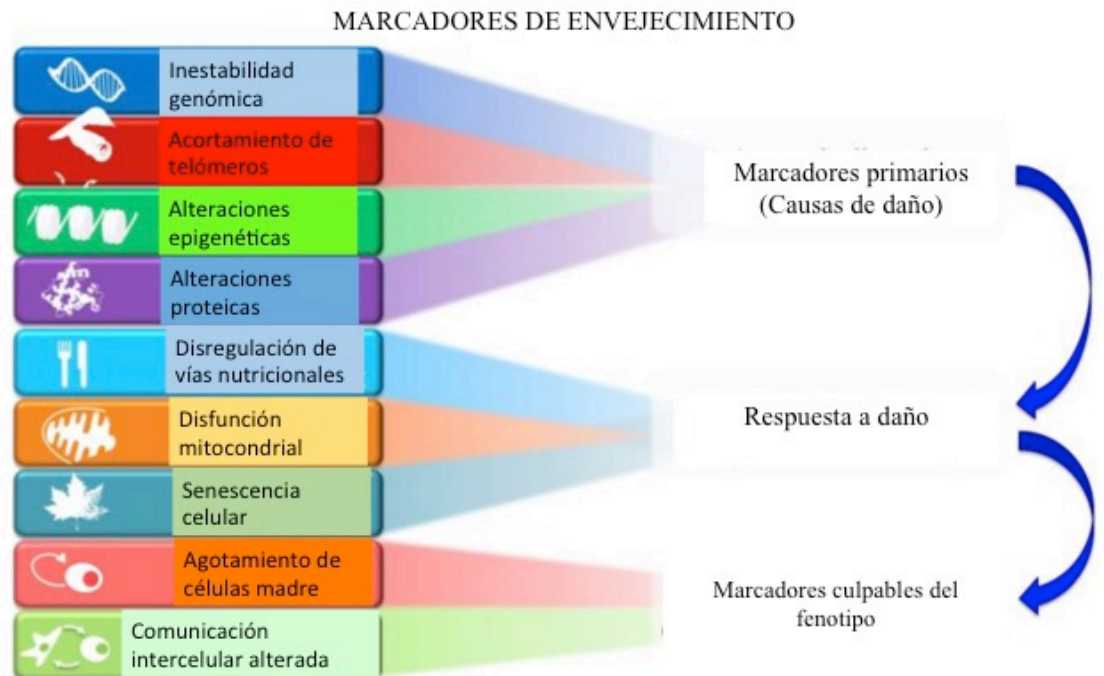 MARCADORES DE ENVEJECIMIENTO
Inestabilidad
genómica
Acortamiento de
telómeros
Alteraciones
epigenéticas
Alteraciones
proteicas
Disregulación de
vías nutricionales
Disfunción
mitocondrial
Senescencia
celular
Agotamiento de
células madre
Comunicación
intercelular alterada
Marcadores primarios
(Causas de daño)
Respuesta a daño
Marcadores culpables del
fenotipo